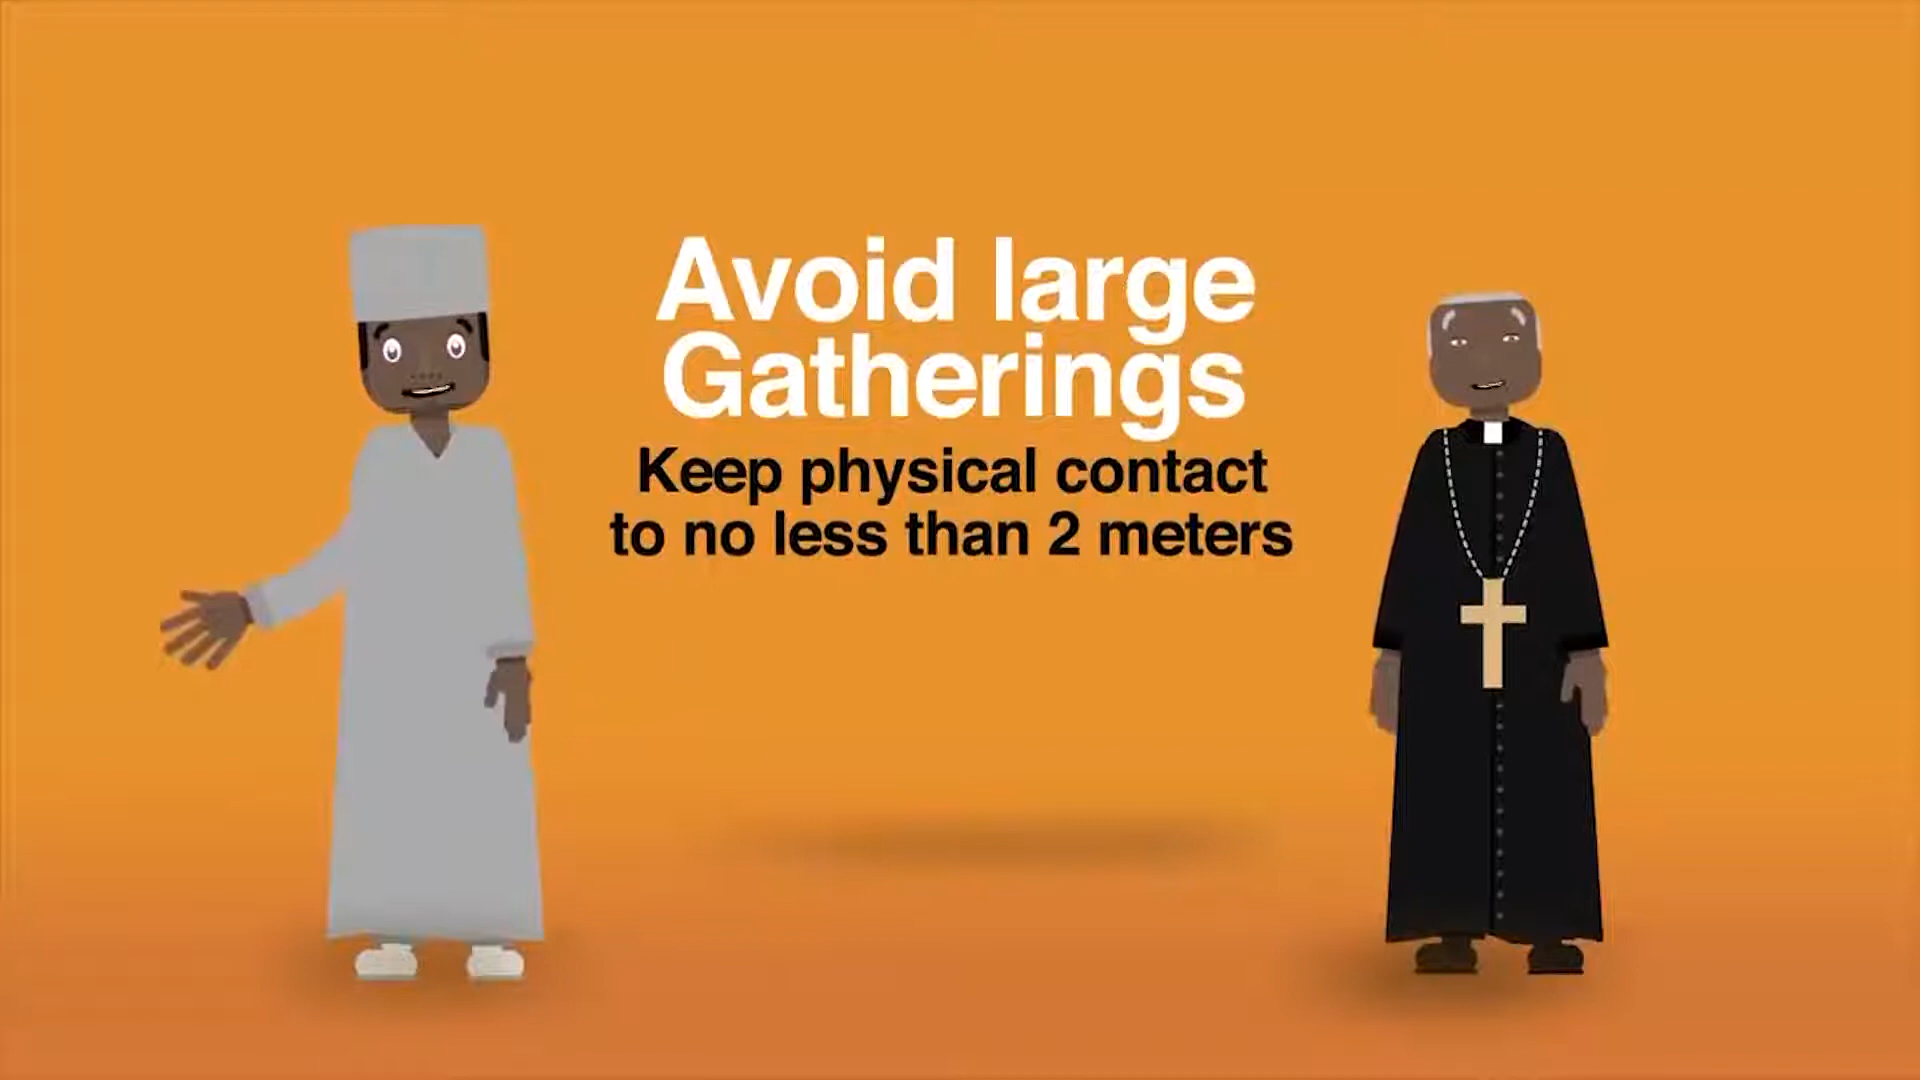 Avoid large
Gatherings
Keep physical contact
to no less than 2 meters